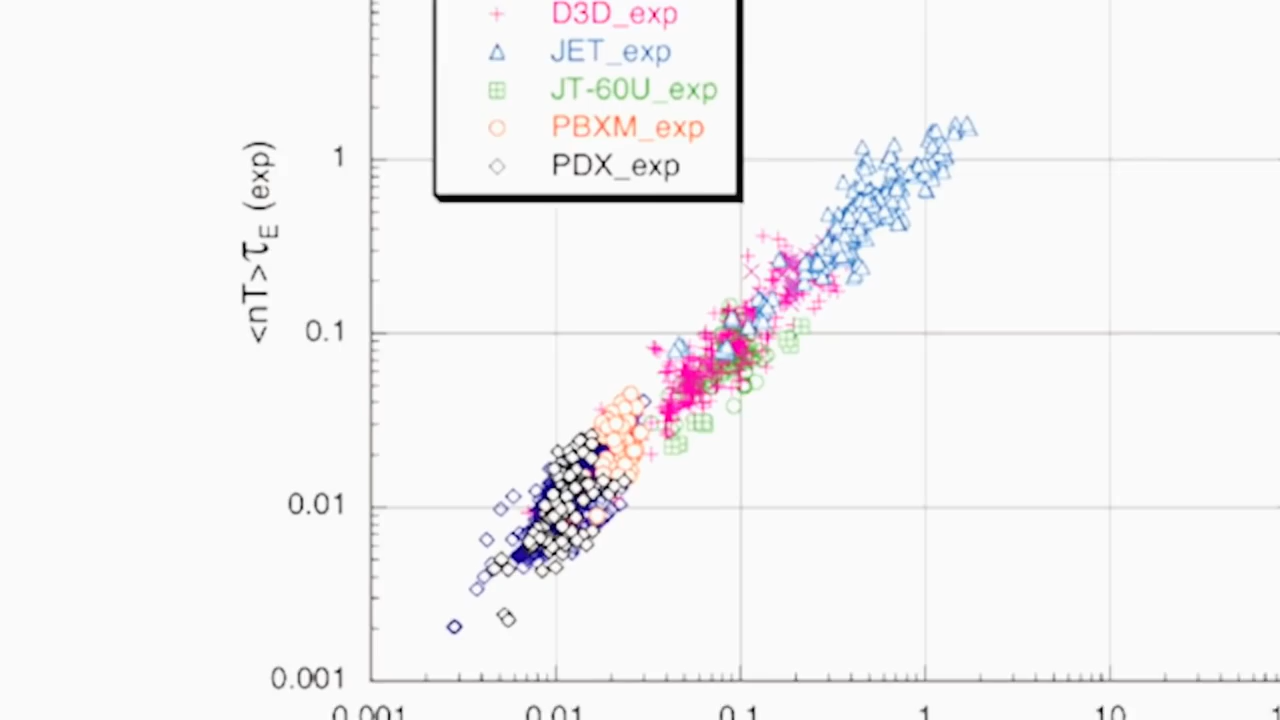 D3D_exp
JET_exp
JT-60U_exp
PBXM_exp
PDX_exp
<nT>τE (exp)
1
0.1
0.01
0.001
0.001 0.01 0.1 1 10